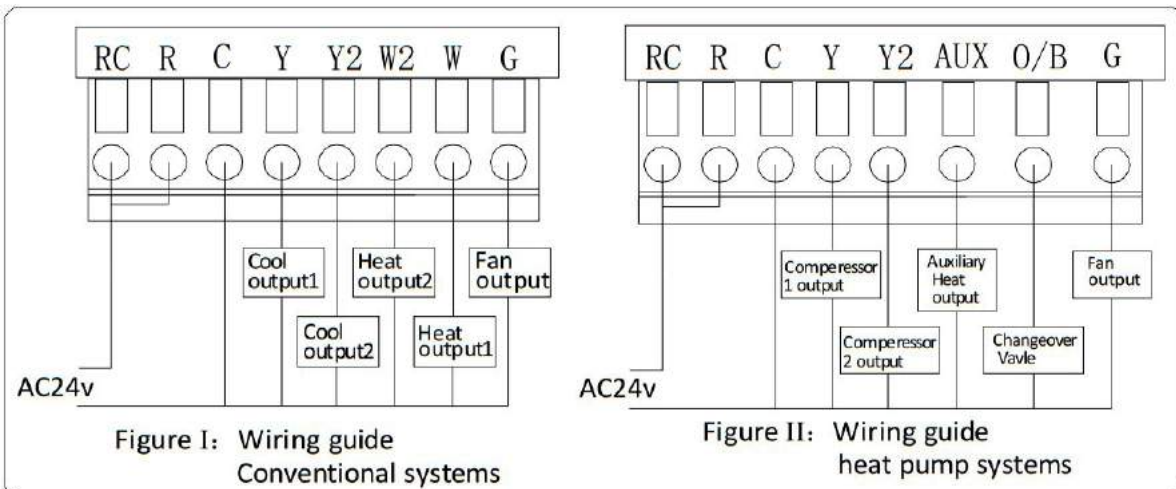 RC R C Y Y2 W2 W G
Cool
output1
Heat
output2
Fan
output
Cool
output2
Heat
output1
AC24v
Figure I: Wiring guide
Conventional systems
RC R C Y Y2 AUX O/B G
Comperessor
1 output
Auxiliary
Heat
output
Fan
output
Comperessor
2 output
Changeover
Vavle
AC24v
Figure II: Wiring guide
heat pump systems